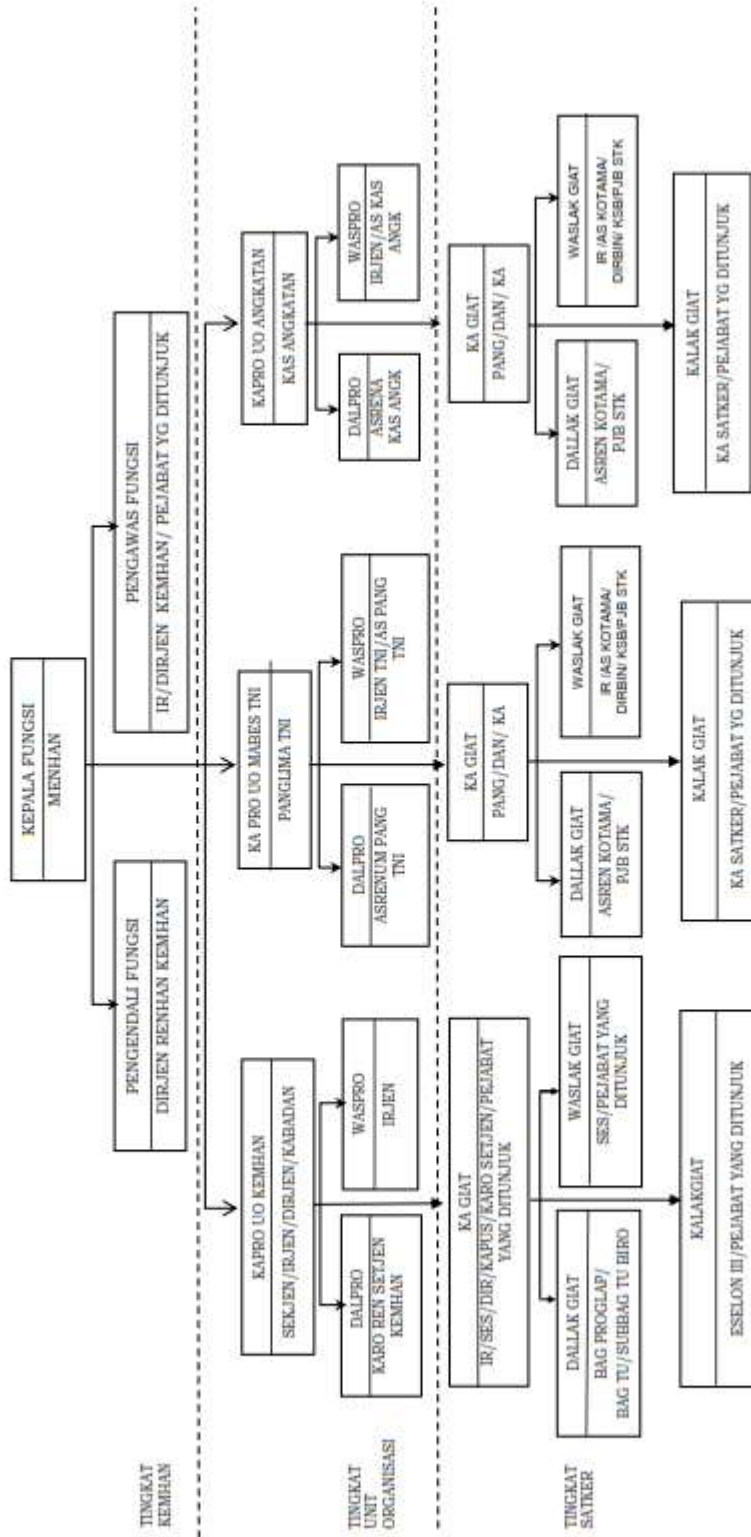 TINGKAT
KEMHAN
KEPALA FUNGSI
MENHAN
PENGENDALI FUNGSI
DIRJEN RENHAN KEMHAN
PENGAWAS FUNGSI
IR/DIRJEN KEMHAN/ PEJABAT YG DITUNJUK
TINGKAT
UNIT
ORGANISASI
KAPRO UO KEMHAN
SEKJEN/IRJEN/DIRJEN/KABADAN
DALPRO
KARO REN SETJEN
KEMHAN
WASPRO
IRJEN
KA PRO UO MABES TNI
PANGLIMA TNI
DALPRO
ASRENUM PANG
TNI
WASPRO
IRJEN TNI/AS PANG
TNI
KAPRO UO ANGKATAN
KAS ANGKATAN
DALPRO
ASRENA
KAS ANGK
WASPRO
IRJEN/AS KAS
ANGK
TINGKAT
SATKER
KA GIAT
IR/SES/DIR/KAPUS/KARO SETJEN/PEJABAT
YANG DITUNJUK
DALLAK GIAT
BAG PROGLAP/
BAG TU/SUBBAG TU BIRO
WASLAK GIAT
SES/PEJABAT YANG
DITUNJUK
KALAKGIAT
ESELON III/PEJABAT YANG DITUNJUK
KA GIAT
PANG/DAN/ KA
DALLAK GIAT
ASREN KOTAMA/
PJB STK
WASLAK GIAT
IR /AS KOTAMA/
DIRBIN/ KSB/PJB STK
KALAK GIAT
KA SATKER/PEJABAT YG DITUNJUK
KA GIAT
PANG/DAN/ KA
DALLAK GIAT
ASREN KOTAMA/
PJB STK
WASLAK GIAT
IR /AS KOTAMA/
DIRBIN/ KSB/PJB STK
KALAK GIAT
KA SATKER/PEJABAT YG DITUNJUK